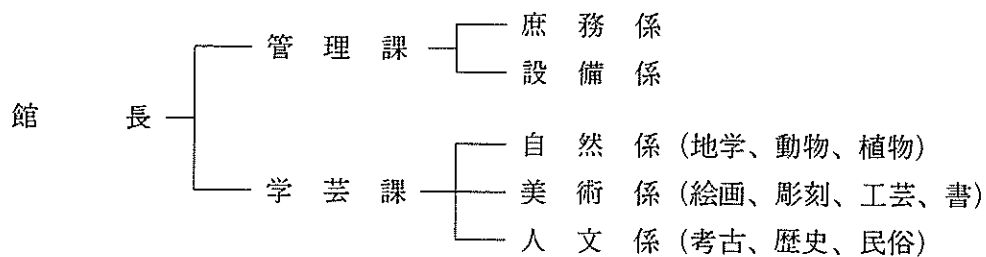 館長
管理課
庶務係
設備係
学芸課
自然係(地学、動物、植物)
美術係(絵画、彫刻、工芸、書)
人文係(考古、歴史、民俗)